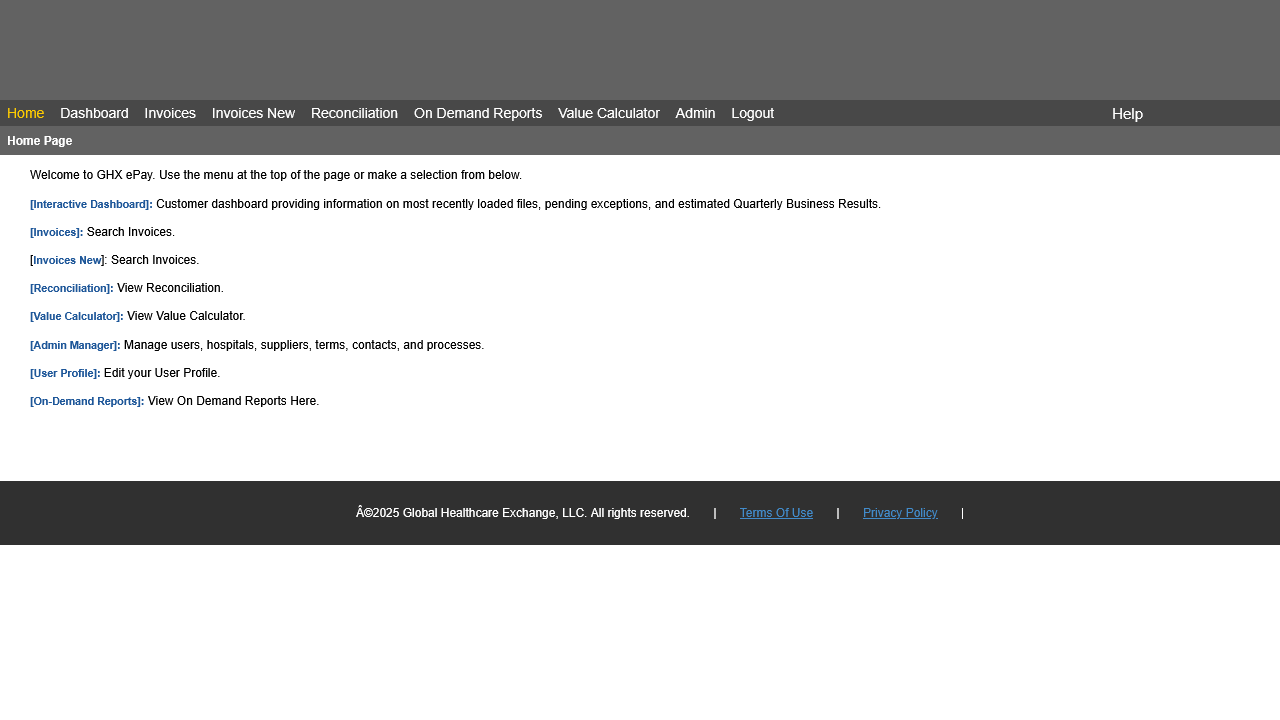 Home Dashboard Invoices Invoices New Reconciliation On Demand Reports Value Calculator Admin Logout Help
Home Page
Welcome to GHX ePay. Use the menu at the top of the page or make a selection from below.
[Interactive Dashboard]: Customer dashboard providing information on most recently loaded files, pending exceptions, and estimated Quarterly Business Results.
[Invoices]: Search Invoices.
[Invoices New]: Search Invoices.
[Reconciliation]: View Reconciliation.
[Value Calculator]: View Value Calculator.
[Admin Manager]: Manage users, hospitals, suppliers, terms, contacts, and processes.
[User Profile]: Edit your User Profile.
[On-Demand Reports]: View On Demand Reports Here.
Â©2025 Global Healthcare Exchange, LLC. All rights reserved. | Terms Of Use | Privacy Policy |